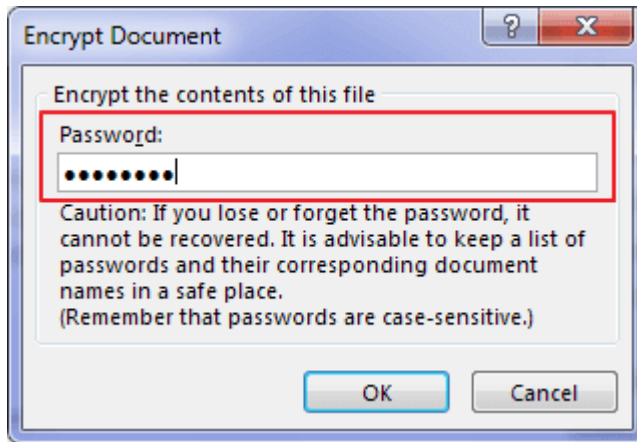 Encrypt Document
Encrypt the contents of this file
Password:
••••••••
Caution: If you lose or forget the password, it
cannot be recovered. It is advisable to keep a list of
passwords and their corresponding document
names in a safe place.
(Remember that passwords are case-sensitive.)
OK
Cancel